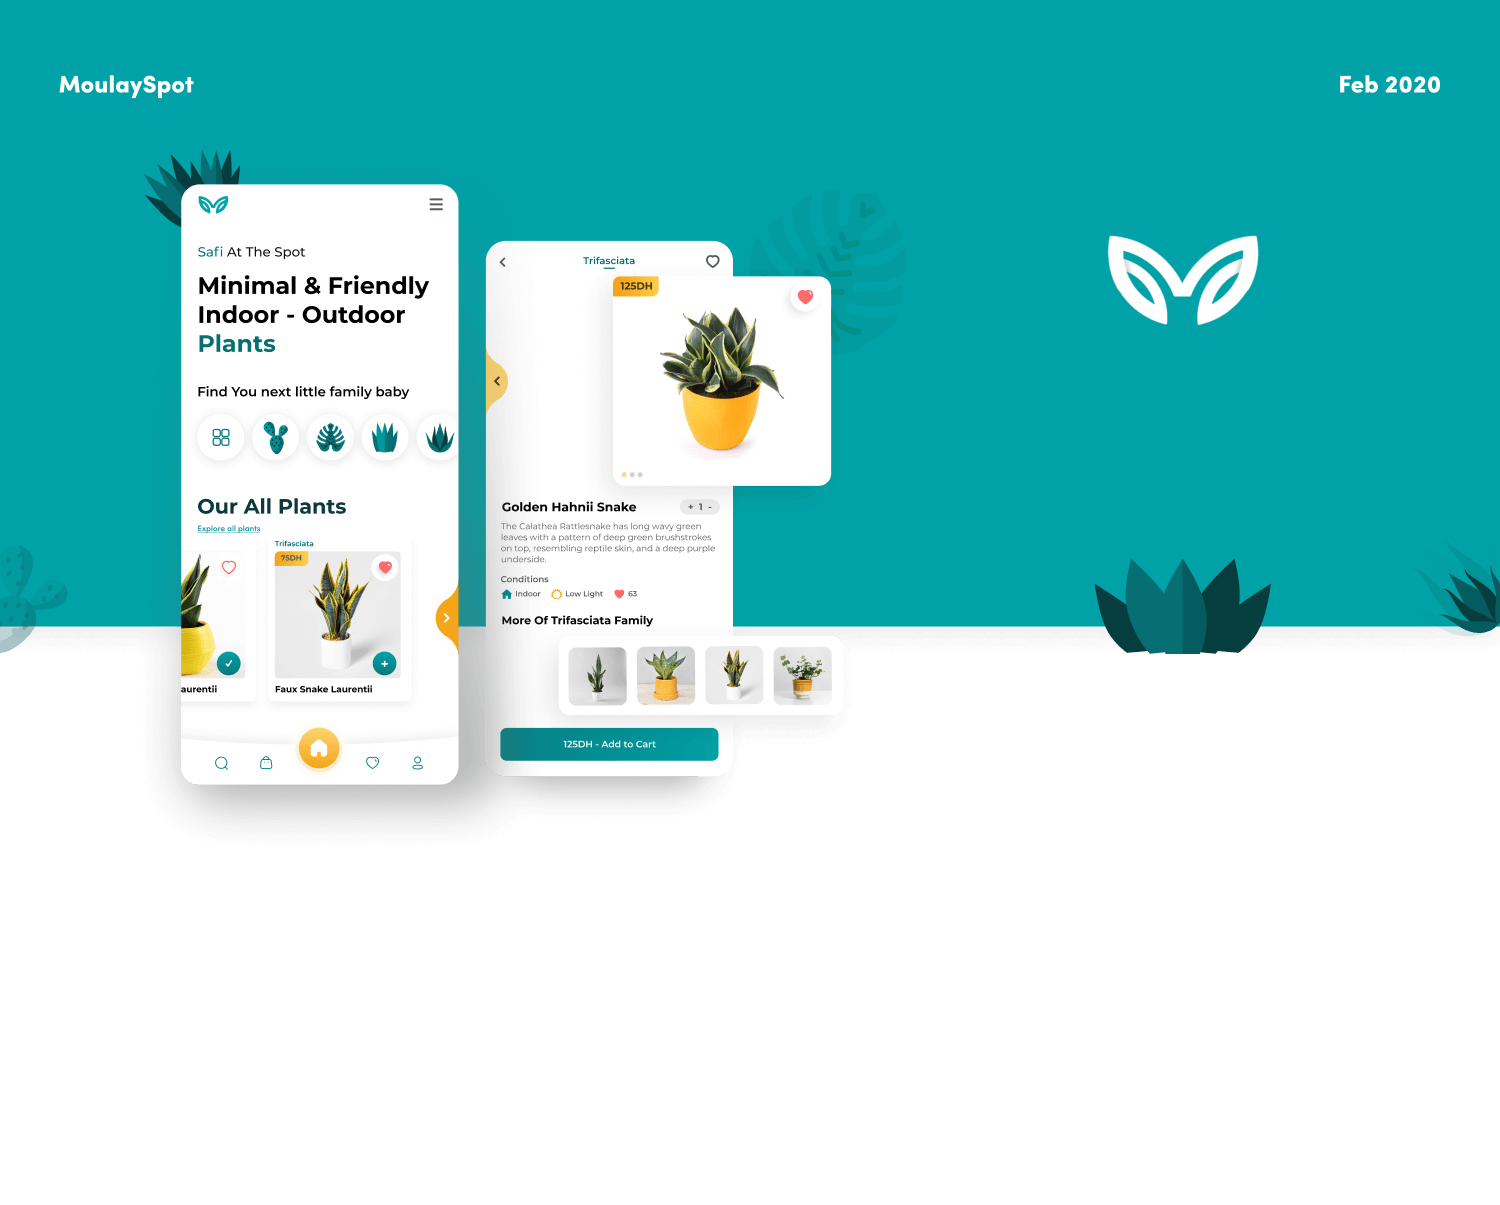 MoulaySpot
Feb 2020
Safi At The Spot
Minimal & Friendly
Indoor - Outdoor
Plants
Find You next little family baby
Our All Plants
Explore all plants
Trifasciata
75DH
aurentii
Faux Snake Laurentii
Trifasciata
125DH
Golden Hahnii Snake
+ 1 -
The Calathea Rattlesnake has long wavy green
leaves with a pattern of deep green brushstrokes
on top, resembling reptile skin, and a deep purple
underside.
Conditions
Indoor
Low Light
63
More Of Trifasciata Family
125DH - Add to Cart